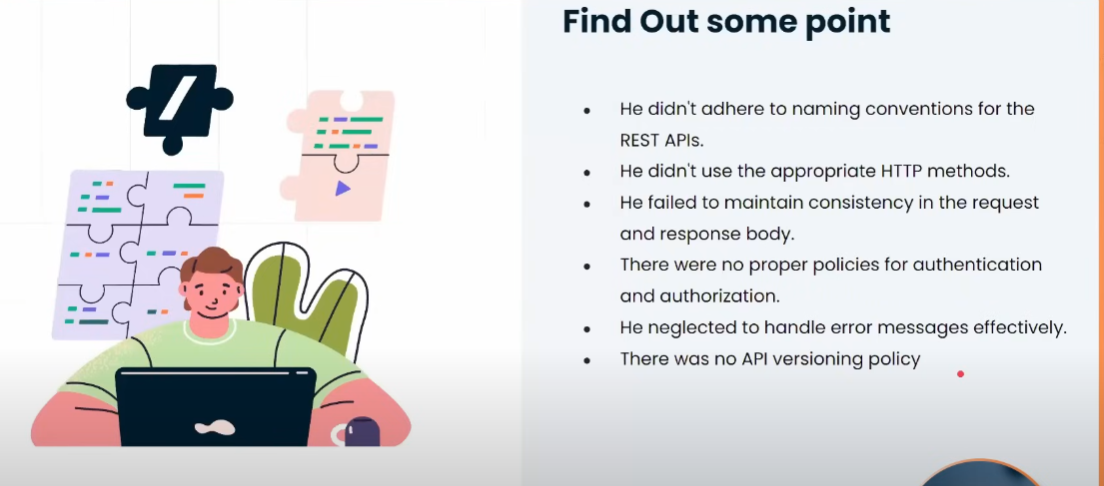 Find Out some point
• He didn't adhere to naming conventions for the
REST APIs.
• He didn't use the appropriate HTTP methods.
• He failed to maintain consistency in the request
and response body.
• There were no proper policies for authentication
and authorization.
• He neglected to handle error messages effectively.
• There was no API versioning policy